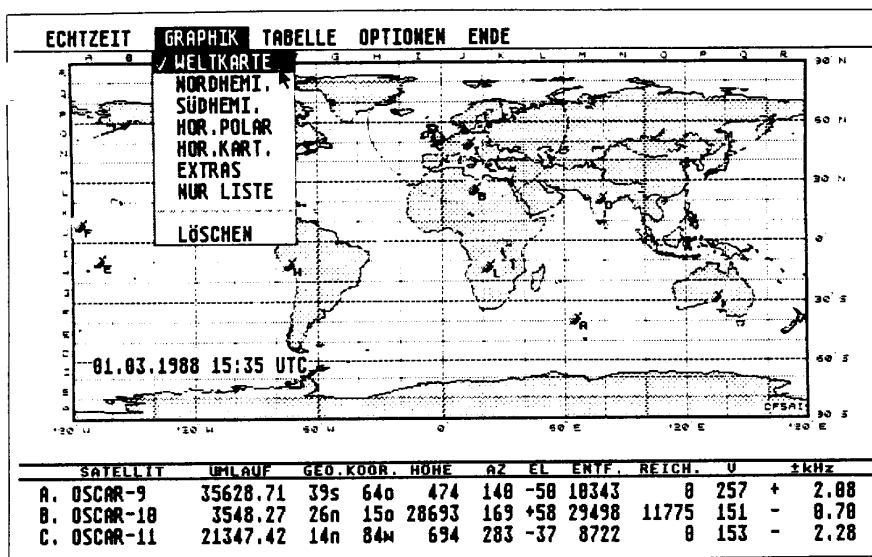 ECHTZEIT GRAPHIK TABELLE OPTIONEN ENDE
✓ WELTKARTE
NORDHEMI.
SÜDHEMI.
HOR.POLAR
HOR.KART.
EXTRAS
NUR LISTE
LÖSCHEN
A B G H I J K L M N O P Q R
90 N
60 N
30 N
0
30 S
60 S
90 S
F
E
H
B
D
L
A
01.03.1988 15:35 UTC
120 W 60 W 0 60 E 120 E
SATELLIT UMLAUF GEO.KOOR. HÖHE AZ EL ENTF. REICH. V ±kHz
A. OSCAR-9 35628.71 39s 64o 474 140 -50 10343 0 257 + 2.08
B. OSCAR-10 3548.27 26n 15o 28693 169 +58 29498 11775 151 - 0.70
C. OSCAR-11 21347.42 14n 84w 694 283 -37 8722 0 153 - 2.28